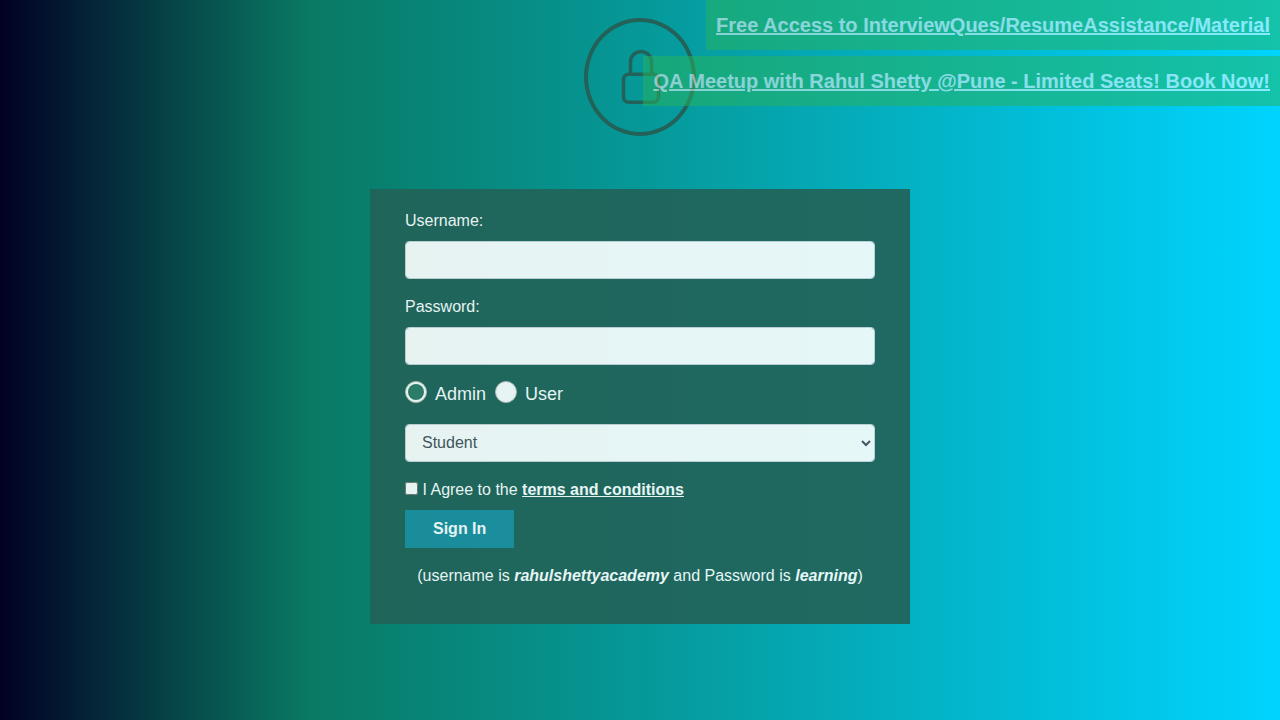 Free Access to InterviewQues/ResumeAssistance/Material
QA Meetup with Rahul Shetty @Pune - Limited Seats! Book Now!
Username:
Password:
Admin User
Student
I Agree to the terms and conditions
Sign In
(username is rahulshettyacademy and Password is learning)